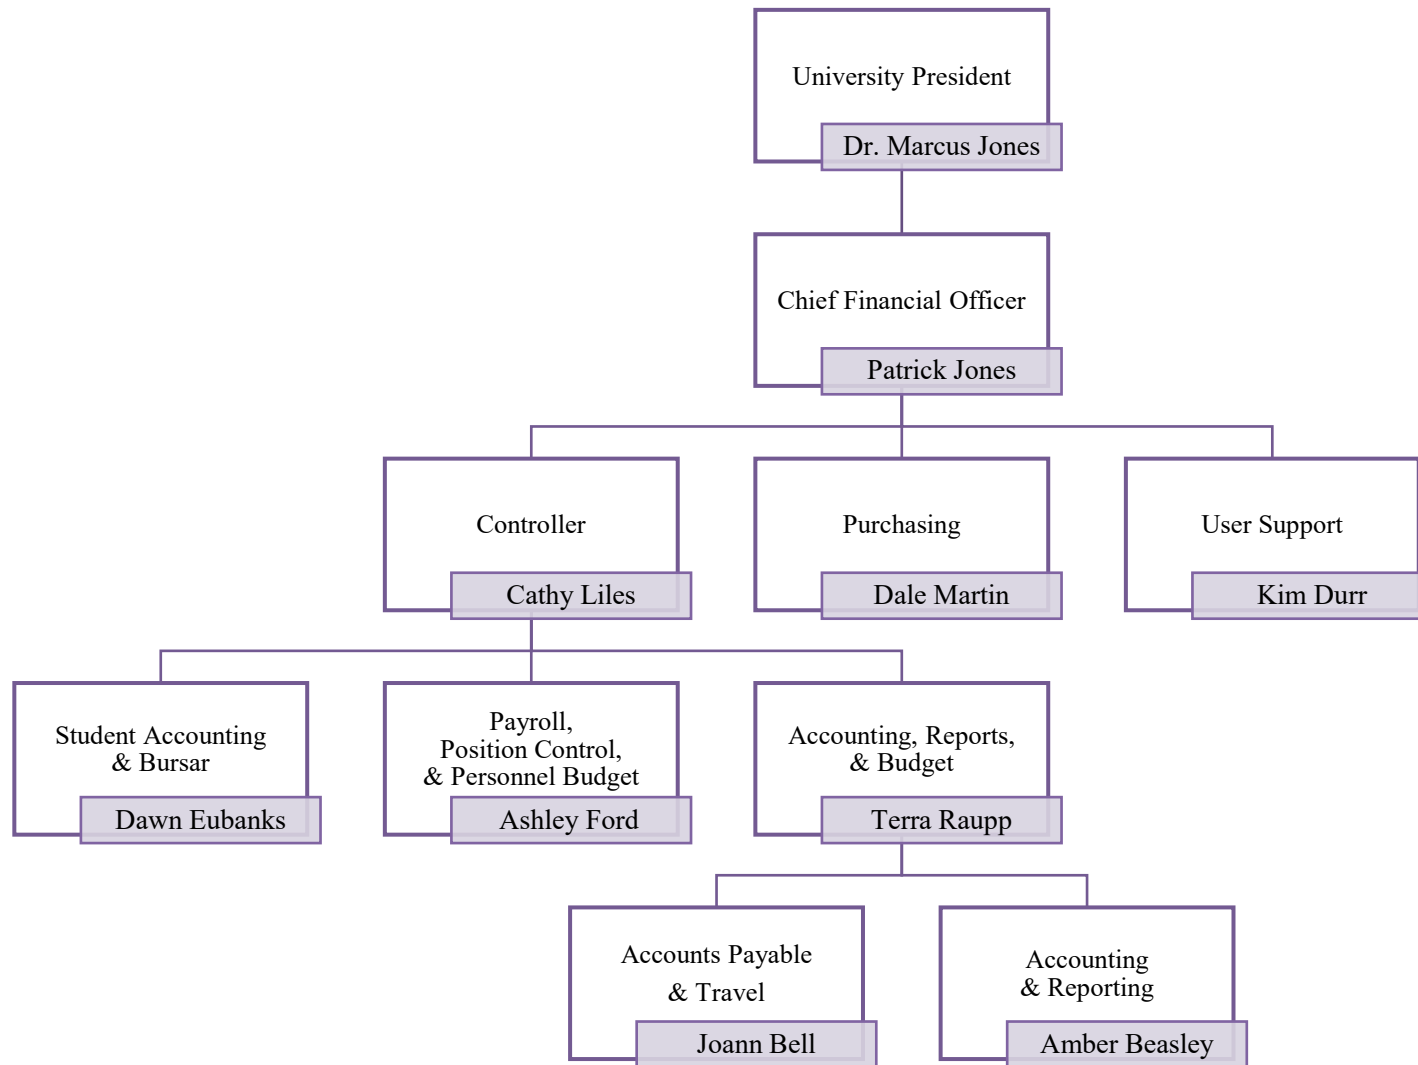 University President
Dr. Marcus Jones
Chief Financial Officer
Patrick Jones
Controller
Cathy Liles
Purchasing
Dale Martin
User Support
Kim Durr
Student Accounting
& Bursar
Dawn Eubanks
Payroll,
Position Control,
& Personnel Budget
Ashley Ford
Accounting, Reports,
& Budget
Terra Raupp
Accounts Payable
& Travel
Joann Bell
Accounting
& Reporting
Amber Beasley